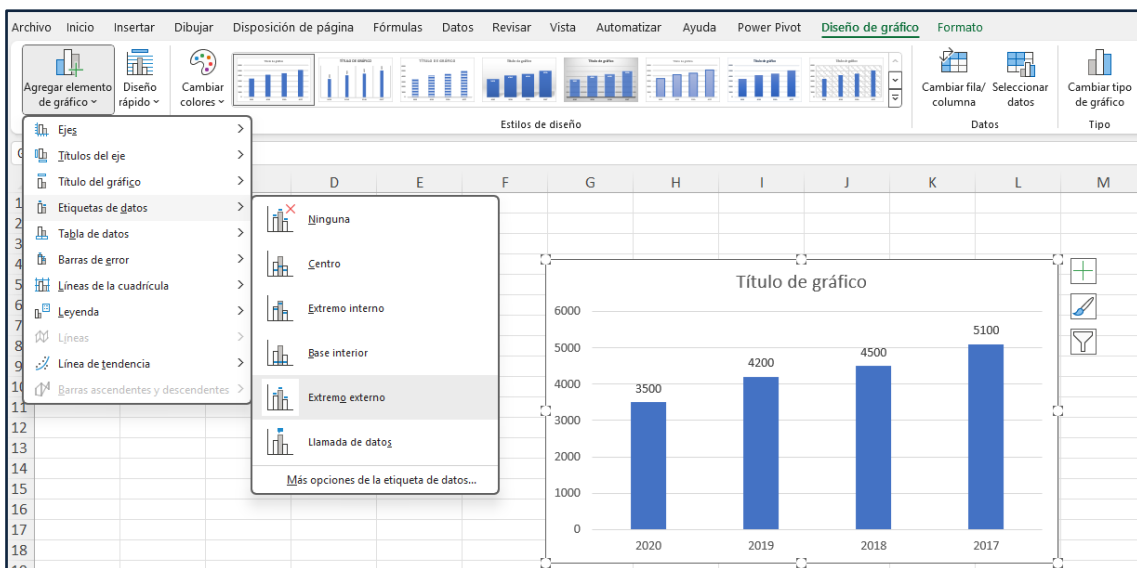 Archivo Inicio Insertar Dibujar Disposición de página Fórmulas Datos Revisar Vista Automatizar Ayuda Power Pivot Diseño de gráfico Formato
Agregar elemento de gráfico
Diseño rápido
Cambiar colores
Estilos de diseño
Cambiar fila/ columna
Seleccionar datos
Datos
Cambiar tipo de gráfico
Tipo
Ejes
Títulos del eje
Título del gráfico
Etiquetas de datos
Tabla de datos
Barras de error
Líneas de la cuadrícula
Leyenda
Líneas
Línea de tendencia
Barras ascendentes y descendentes
Ninguna
Centro
Extremo interno
Base interior
Extremo externo
Llamada de datos
Más opciones de la etiqueta de datos...
D E F G H I J K L M
1
2
3
4
5
6
7
8
9
10
11
12
13
14
15
16
17
18
Título de gráfico
6000
5000
4000
3000
2000
1000
0
3500 4200 4500 5100
2020 2019 2018 2017